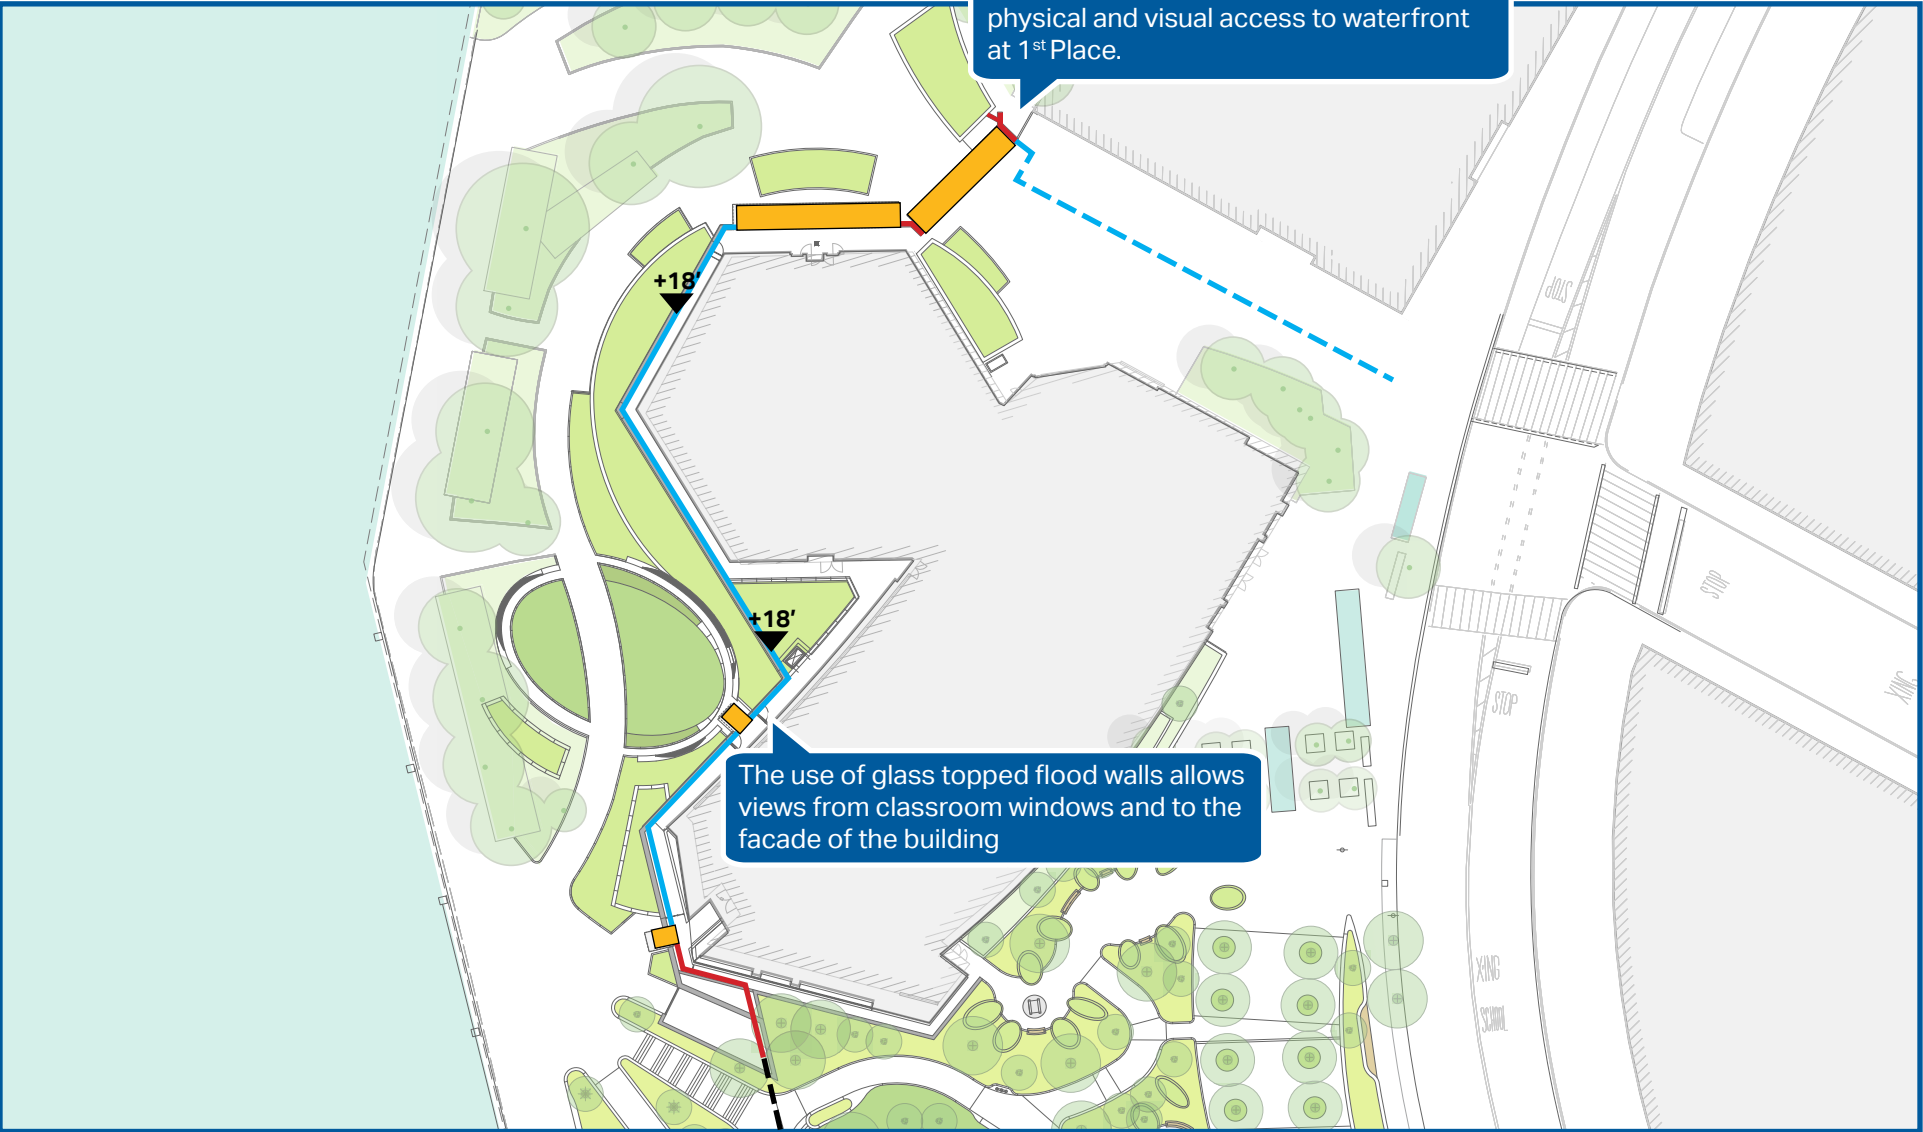 physical and visual access to waterfront
at 1st Place.
+18'
STOP
STOP
+18'
XING
STOP
The use of glass topped flood walls allows
views from classroom windows and to the
facade of the building
X-ING
SCHOOL